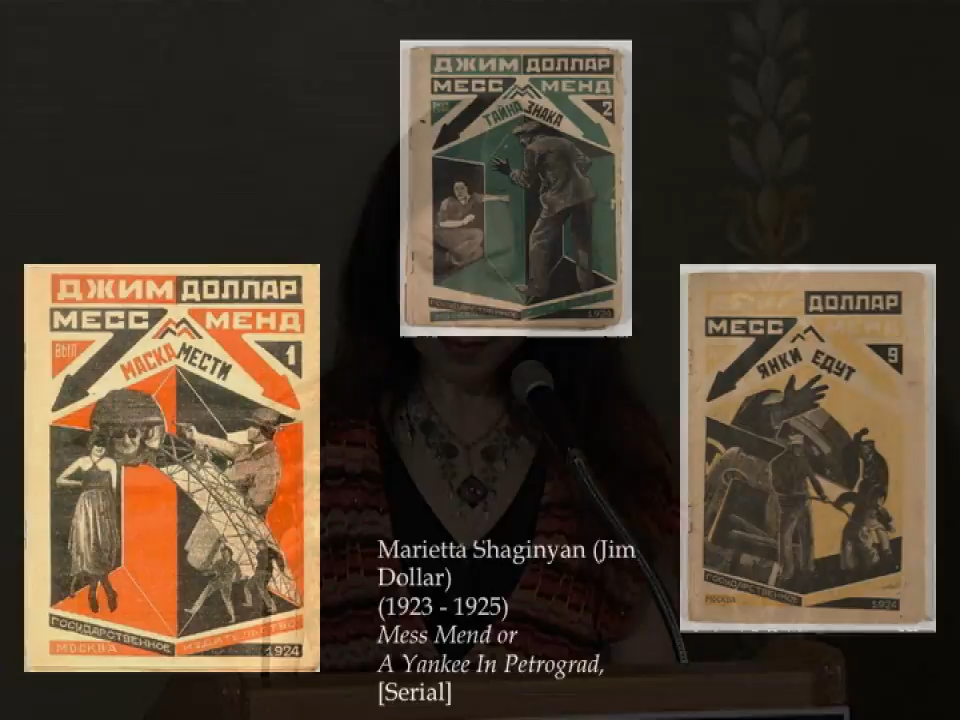 ДЖИМ ДОЛЛАР
МЕСС МЕНД
ТАЙНА ЗНАКА
2
ГОСУДАРСТВЕННОЕ
1924
ДЖИМ ДОЛЛАР
МЕСС МЕНД
ВЫП 1
МАСКА МЕСТИ
ГОСУДАРСТВЕННОЕ ИЗДАТЕЛЬСТВО
МОСКВА 1924
ДОЛЛАР
МЕСС МЕНД
9
ЯНКИ ЕДУТ
ГОСУДАРСТВЕННОЕ
МОСКВА 1924
Marietta Shaginyan (Jim
Dollar)
(1923 - 1925)
Mess Mend or
A Yankee In Petrograd,
[Serial]